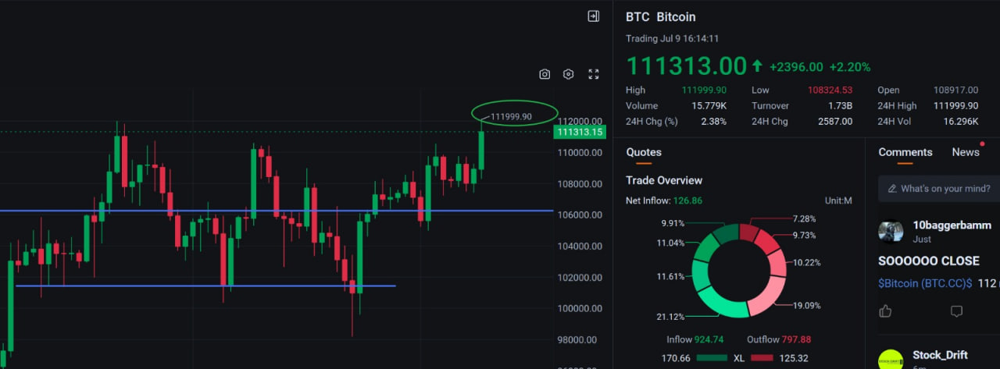 BTC Bitcoin
Trading Jul 9 16:14:11
111313.00 +2396.00 +2.20%
High 111999.90 Low 108324.53 Open 108917.00
Volume 15.779K Turnover 1.73B 24H High 111999.90
24H Chg (%) 2.38% 24H Chg 2587.00 24H Vol 16.296K
111999.90
112000.00
111313.15
110000.00
108000.00
106000.00
104000.00
102000.00
100000.00
98000.00
Quotes
Trade Overview
Net Inflow: 126.86 Unit:M
9.91% 7.28%
11.04% 9.73%
11.61% 10.22%
21.12% 19.09%
Inflow 924.74 Outflow 797.88
170.66 XL 125.32
Comments News
What's on your mind?
10baggerbamm
Just
SOOOOOO CLOSE
$Bitcoin (BTC.CC)$ 112
STOCK-DRIFT
Stock_Drift